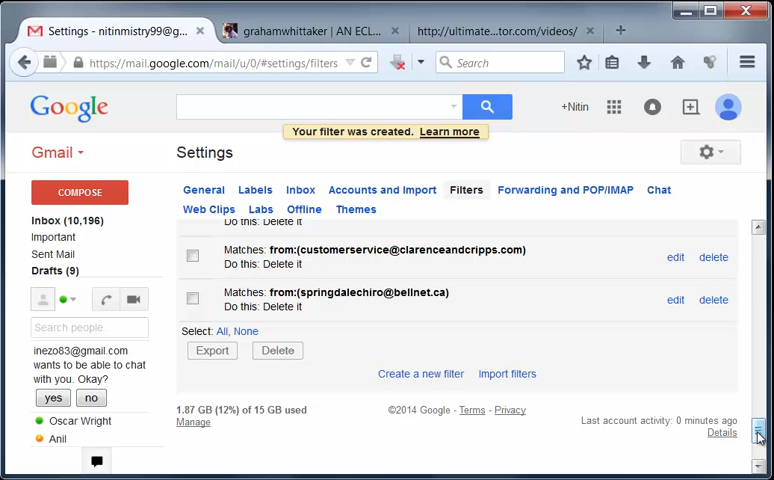 Settings - nitinmistry99@g...
grahamwhittaker | AN ECL...
http://ultimate...tor.com/videos/
https://mail.google.com/mail/u/0/#settings/filters
Search
Google
+Nitin
Your filter was created. Learn more
Gmail
Settings
COMPOSE
General Labels Inbox Accounts and Import Filters Forwarding and POP/IMAP Chat
Web Clips Labs Offline Themes
Inbox (10,196)
Important
Sent Mail
Drafts (9)
Search people...
inezo83@gmail.com
wants to be able to chat
with you. Okay?
yes no
Oscar Wright
Anil
Do this: Delete it
Matches: from:(customerservice@clarenceandcripps.com)
Do this: Delete it
edit delete
Matches: from:(springdalechiro@bellnet.ca)
Do this: Delete it
edit delete
Select: All, None
Export Delete
Create a new filter Import filters
1.87 GB (12%) of 15 GB used
Manage
©2014 Google - Terms - Privacy
Last account activity: 0 minutes ago
Details